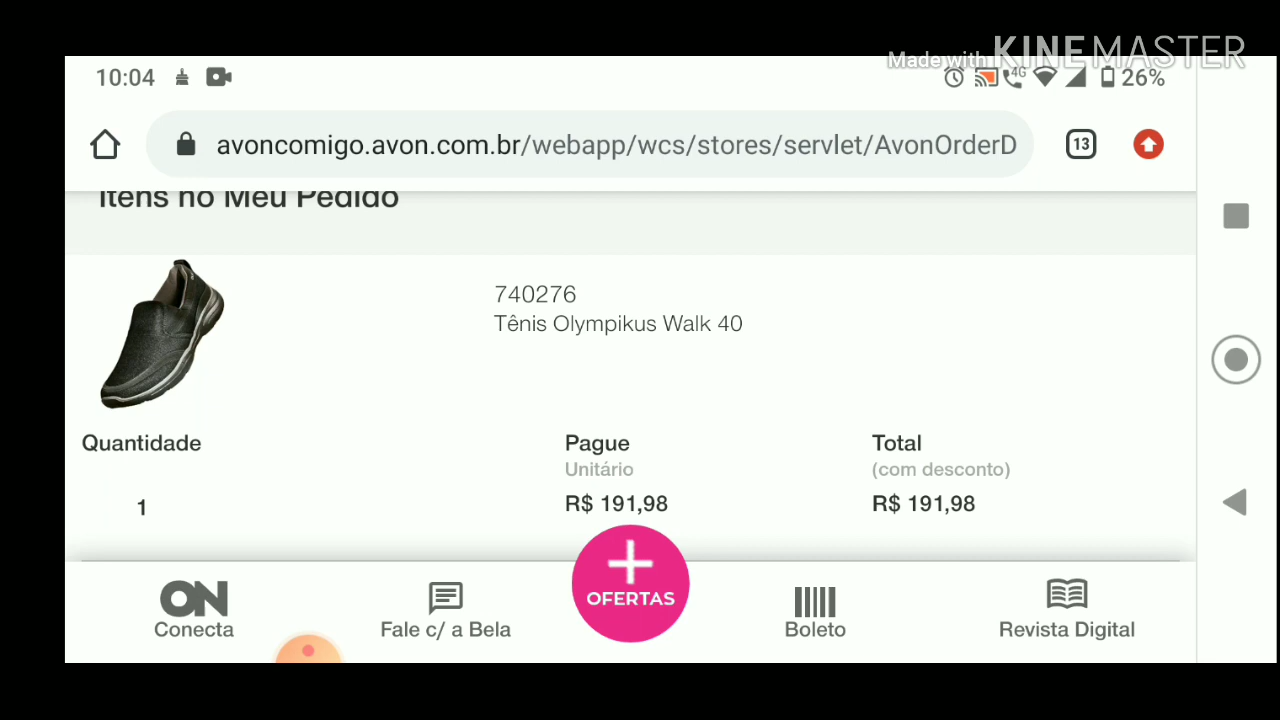 Made with KINEMASTER
10:04
4G
26%
avoncomigo.avon.com.br/webapp/wcs/stores/servlet/AvonOrderD
13
Itens no Meu Pedido
740276
Tênis Olympikus Walk 40
Quantidade
Pague
Total
Unitário
(com desconto)
1
R$ 191,98
R$ 191,98
ON
Conecta
Fale c/ a Bela
OFERTAS
Boleto
Revista Digital